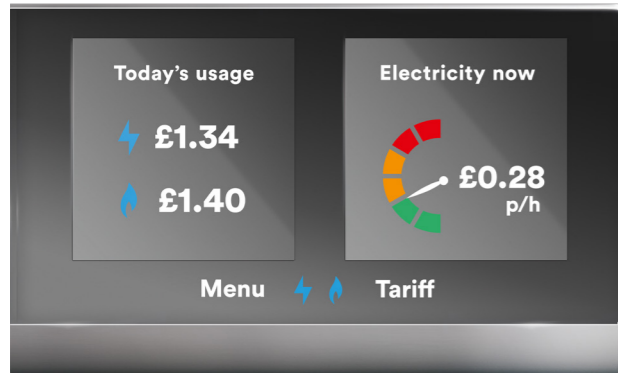 Today's usage
£1.34
£1.40
Electricity now
£0.28
p/h
Menu
Tariff